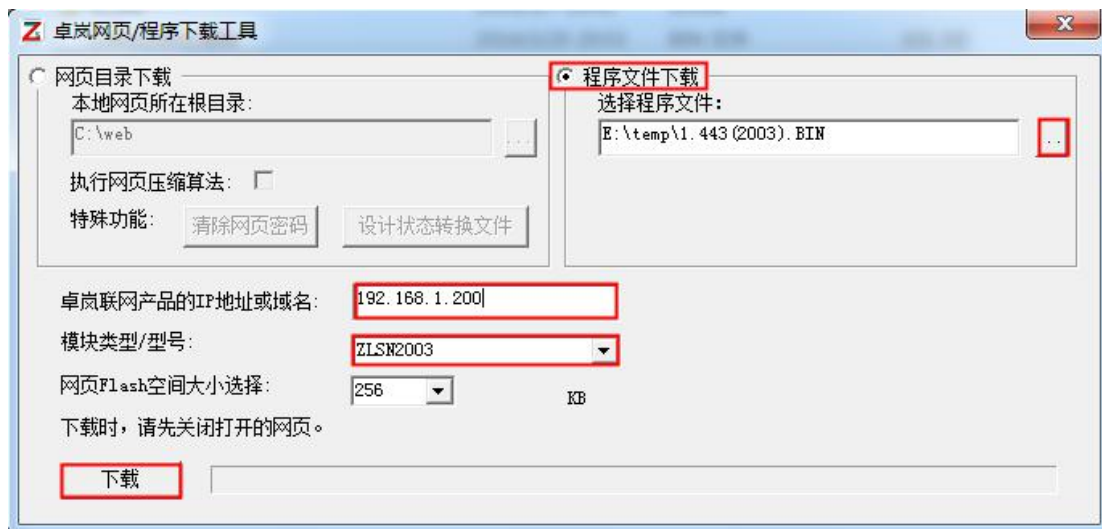 卓岚网页/程序下载工具
网页目录下载
本地网页所在根目录:
C:\web
...
执行网页压缩算法:
特殊功能:
清除网页密码
设计状态转换文件
程序文件下载
选择程序文件:
E:\temp\1.443(2003).BIN
..
卓岚联网产品的IP地址或域名:
192.168.1.200
模块类型/型号:
ZLSN2003
网页Flash空间大小选择:
256
KB
下载时，请先关闭打开的网页。
下载